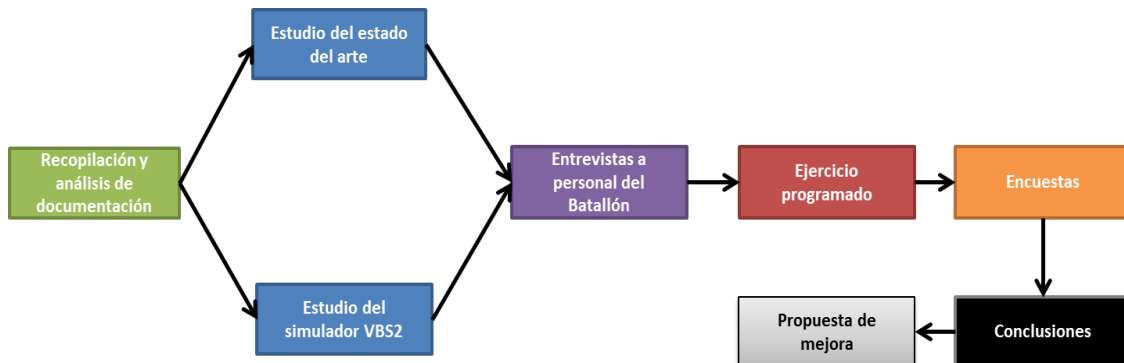 Estudio del estado
del arte
Recopilación y
análisis de
documentación
Entrevistas a
personal del
Batallón
Ejercicio
programado
Encuestas
Estudio del
simulador VBS2
Propuesta de
mejora
Conclusiones